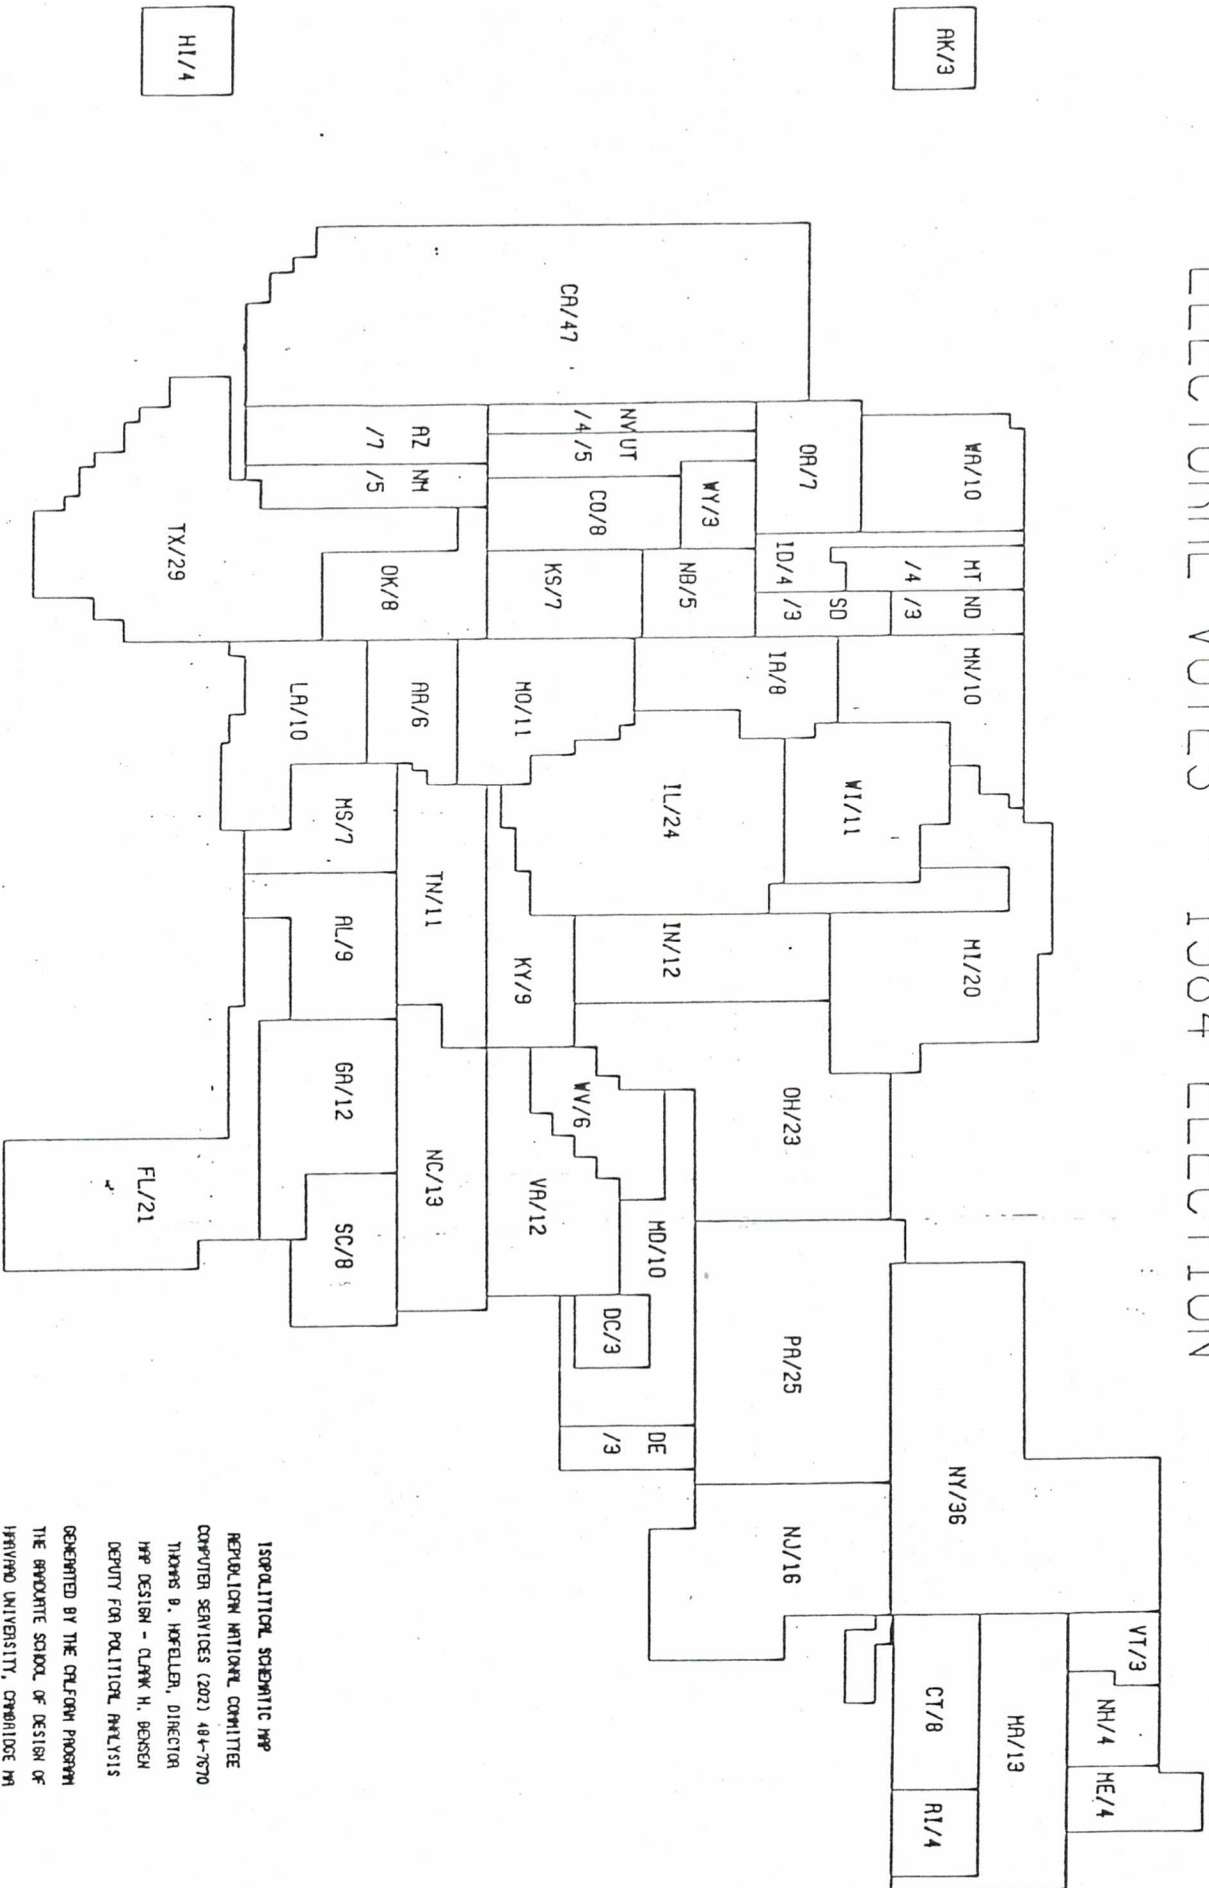 ELECTORAL VOTES 1984 ELECTION
AK/3
HI/4
WA/10
MT
/4
ND
/3
MN/10
MI/20
VT/3
NH/4
ME/4
OR/7
ID/4
SD
/3
IA/8
WI/11
NY/36
MA/13
CT/8
RI/4
CA/47
NV
/4
UT
/5
WY/3
CO/8
NB/5
KS/7
MO/11
IL/24
IN/12
OH/23
PA/25
NJ/16
KY/9
WV/6
VA/12
MD/10
DC/3
DE
/3
AZ
/7
NM
/5
OK/8
AR/6
TN/11
NC/13
TX/29
LA/10
MS/7
AL/9
GA/12
SC/8
FL/21
ISOPOLITICAL SCHEMATIC MAP
REPUBLICAN NATIONAL COMMITTEE
COMPUTER SERVICES (202) 484-7670
THOMAS B. HOFELLER, DIRECTOR
MAP DESIGN - CLARK H. BENSEN
DEPUTY FOR POLITICAL ANALYSIS
GENERATED BY THE CALFORM PROGRAM
THE GRADUATE SCHOOL OF DESIGN OF
HARVARD UNIVERSITY, CAMBRIDGE MA